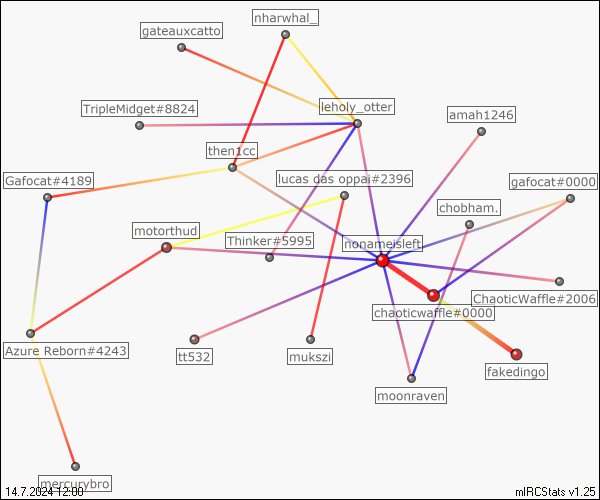 nharwhal_
gateauxcatto
TripleMidget#8824
leholy_otter
amah1246
then1cc
Gafocat#4189
lucas das oppai#2396
gafocat#0000
chobham.
motorthud
Thinker#5995
nonameisleft
ChaoticWaffle#2006
chaoticwaffle#0000
Azure Reborn#4243
tt532
mukszi
fakedingo
moonraven
mercurybro
14.7.2024 12:00
mIRCStats v1.25